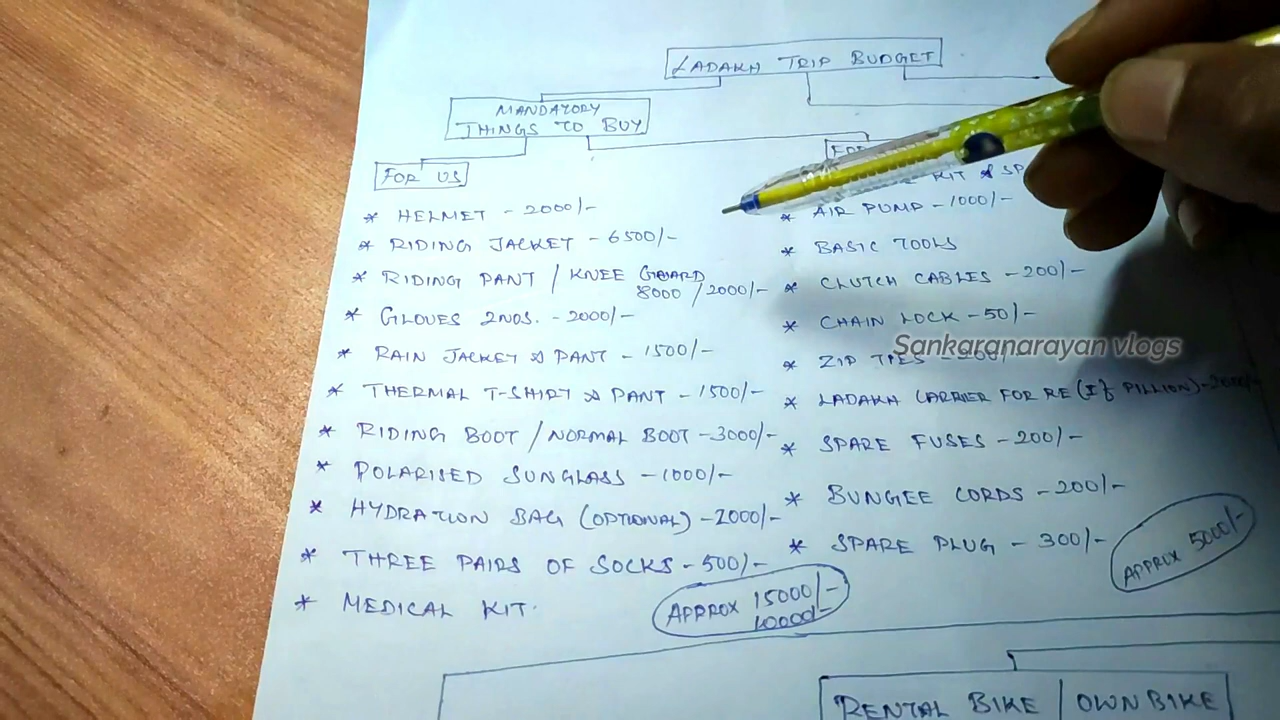 LADAKH TRIP BUDGET
MANDATORY
THINGS TO BUY
FOR US
* HELMET - 2000/-
* RIDING JACKET - 6500/-
* RIDING PANT / KNEE GUARD
8000 / 2000/-
* GLOVES 2NOS. - 2000/-
* RAIN JACKET & PANT - 1500/-
* THERMAL T-SHIRT & PANT - 1500/-
* RIDING BOOT / NORMAL BOOT - 3000/-
* POLARISED SUNGLASS - 1000/-
* HYDRATION BAG (OPTIONAL) - 2000/-
* THREE PAIRS OF SOCKS - 500/-
* MEDICAL KIT.
APPROX 15000/-
10000/-
FOR
KIT & SP
* AIR PUMP - 1000/-
* BASIC TOOLS
* CLUTCH CABLES - 200/-
* CHAIN LOCK - 50/-
Sankaranarayan vlogs
* ZIP TIES
* LADAKH CARRIER FOR RE (If PILLION) - 2000/-
* SPARE FUSES - 200/-
* BUNGEE CORDS - 200/-
* SPARE PLUG - 300/-
APPROX 5000/-
RENTAL BIKE / OWN BIKE